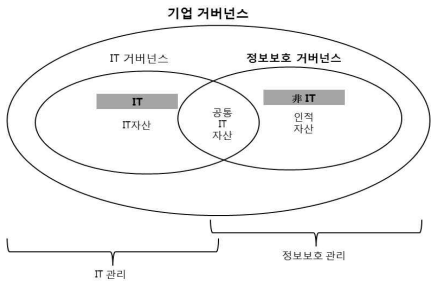 기업 거버넌스
IT 거버넌스
정보보호 거버넌스
IT
非 IT
IT자산
공통
IT
자산
인적
자산
정보보호 관리
IT 관리